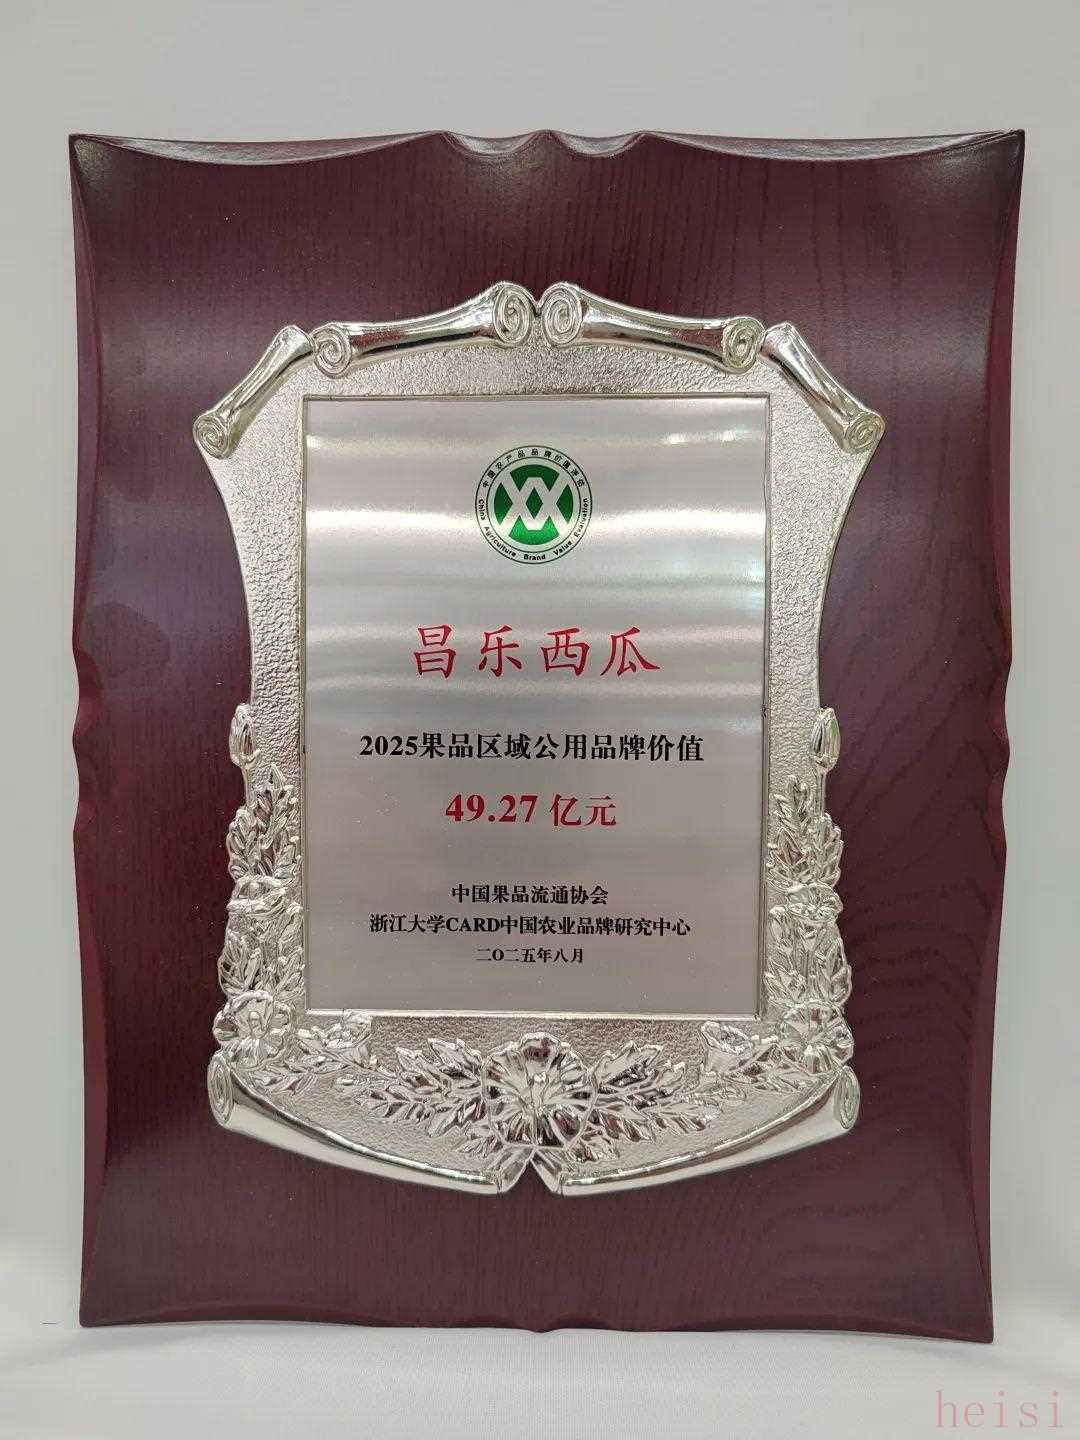 中国农产品品牌价值评估
China Agriculture Brand Value Evaluation
昌乐西瓜
2025果品区域公用品牌价值
49.27 亿元
中国果品流通协会
浙江大学CARD中国农业品牌研究中心
二O二五年八月
heisi